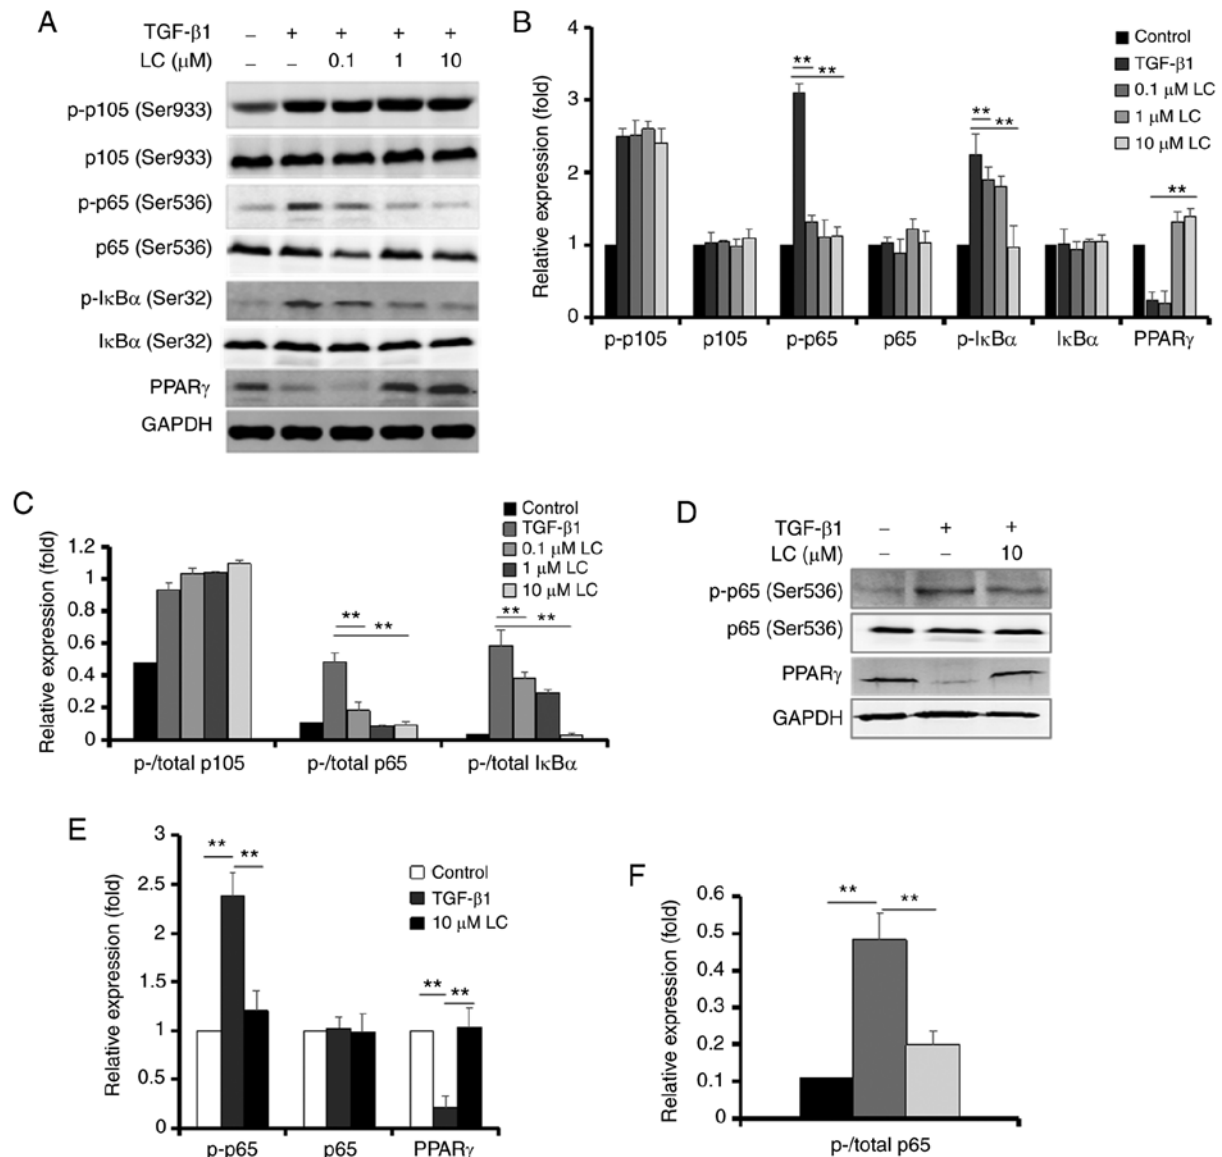 A
TGF-β1 – + + + +
LC (μM) – – 0.1 1 10
p-p105 (Ser933)
p105 (Ser933)
p-p65 (Ser536)
p65 (Ser536)
p-IκBα (Ser32)
IκBα (Ser32)
PPARγ
GAPDH
B
Relative expression (fold)
4
3
2
1
0
** **
** **
**
Control
TGF-β1
0.1 μM LC
1 μM LC
10 μM LC
p-p105 p105 p-p65 p65 p-IκBα IκBα PPARγ
C
Relative expression (fold)
1.2
1
0.8
0.6
0.4
0.2
0
** **
** **
Control
TGF-β1
0.1 μM LC
1 μM LC
10 μM LC
p-/total p105 p-/total p65 p-/total IκBα
D
TGF-β1 – + +
LC (μM) – – 10
p-p65 (Ser536)
p65 (Ser536)
PPARγ
GAPDH
E
Relative expression (fold)
3
2.5
2
1.5
1
0.5
0
** **
** **
Control
TGF-β1
10 μM LC
p-p65 p65 PPARγ
F
Relative expression (fold)
0.6
0.5
0.4
0.3
0.2
0.1
0
** **
p-/total p65